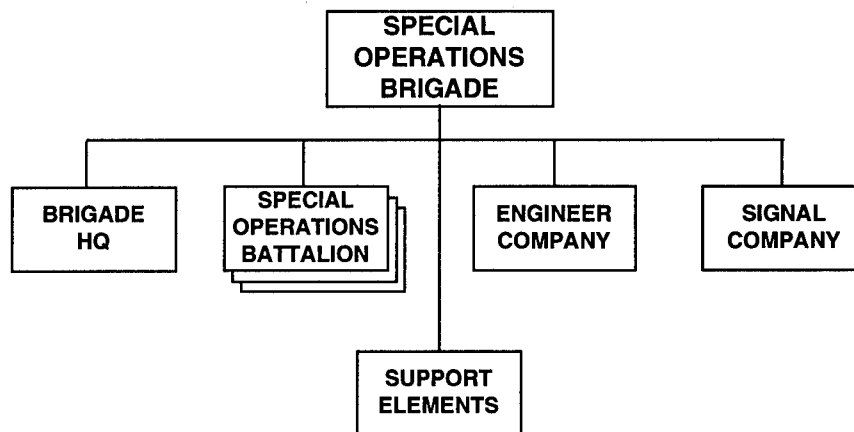 SPECIAL
OPERATIONS
BRIGADE
BRIGADE
HQ
SPECIAL
OPERATIONS
BATTALION
ENGINEER
COMPANY
SIGNAL
COMPANY
SUPPORT
ELEMENTS